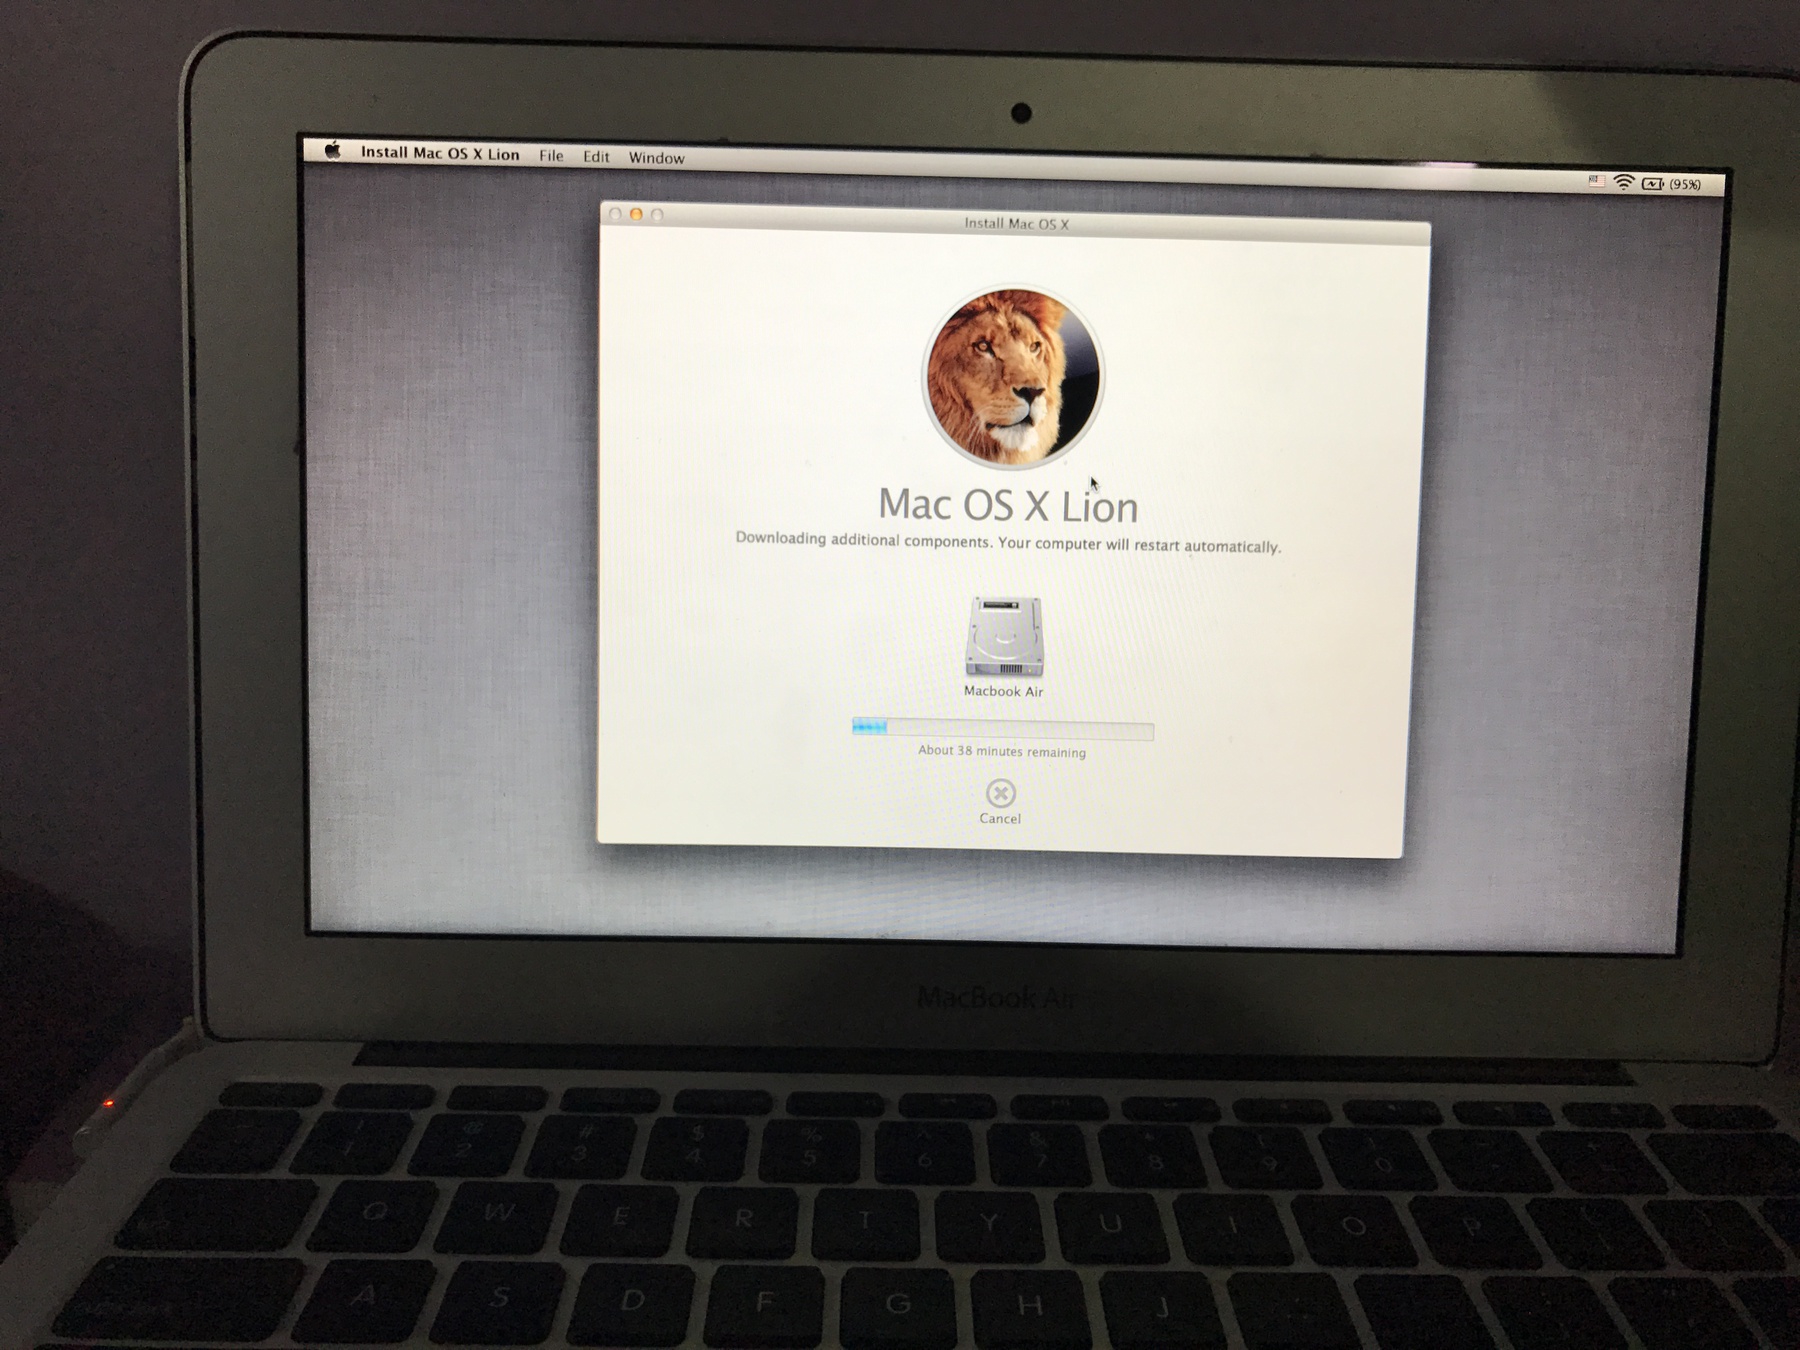 Install Mac OS X Lion File Edit Window
(95%)
Install Mac OS X
Mac OS X Lion
Downloading additional components. Your computer will restart automatically.
Macbook Air
About 38 minutes remaining
Cancel
MacBook Air
@ # $ % & *
2 3 4 5 6 7 8 9 0
Q W E R T Y U I O P
A S D F G H J